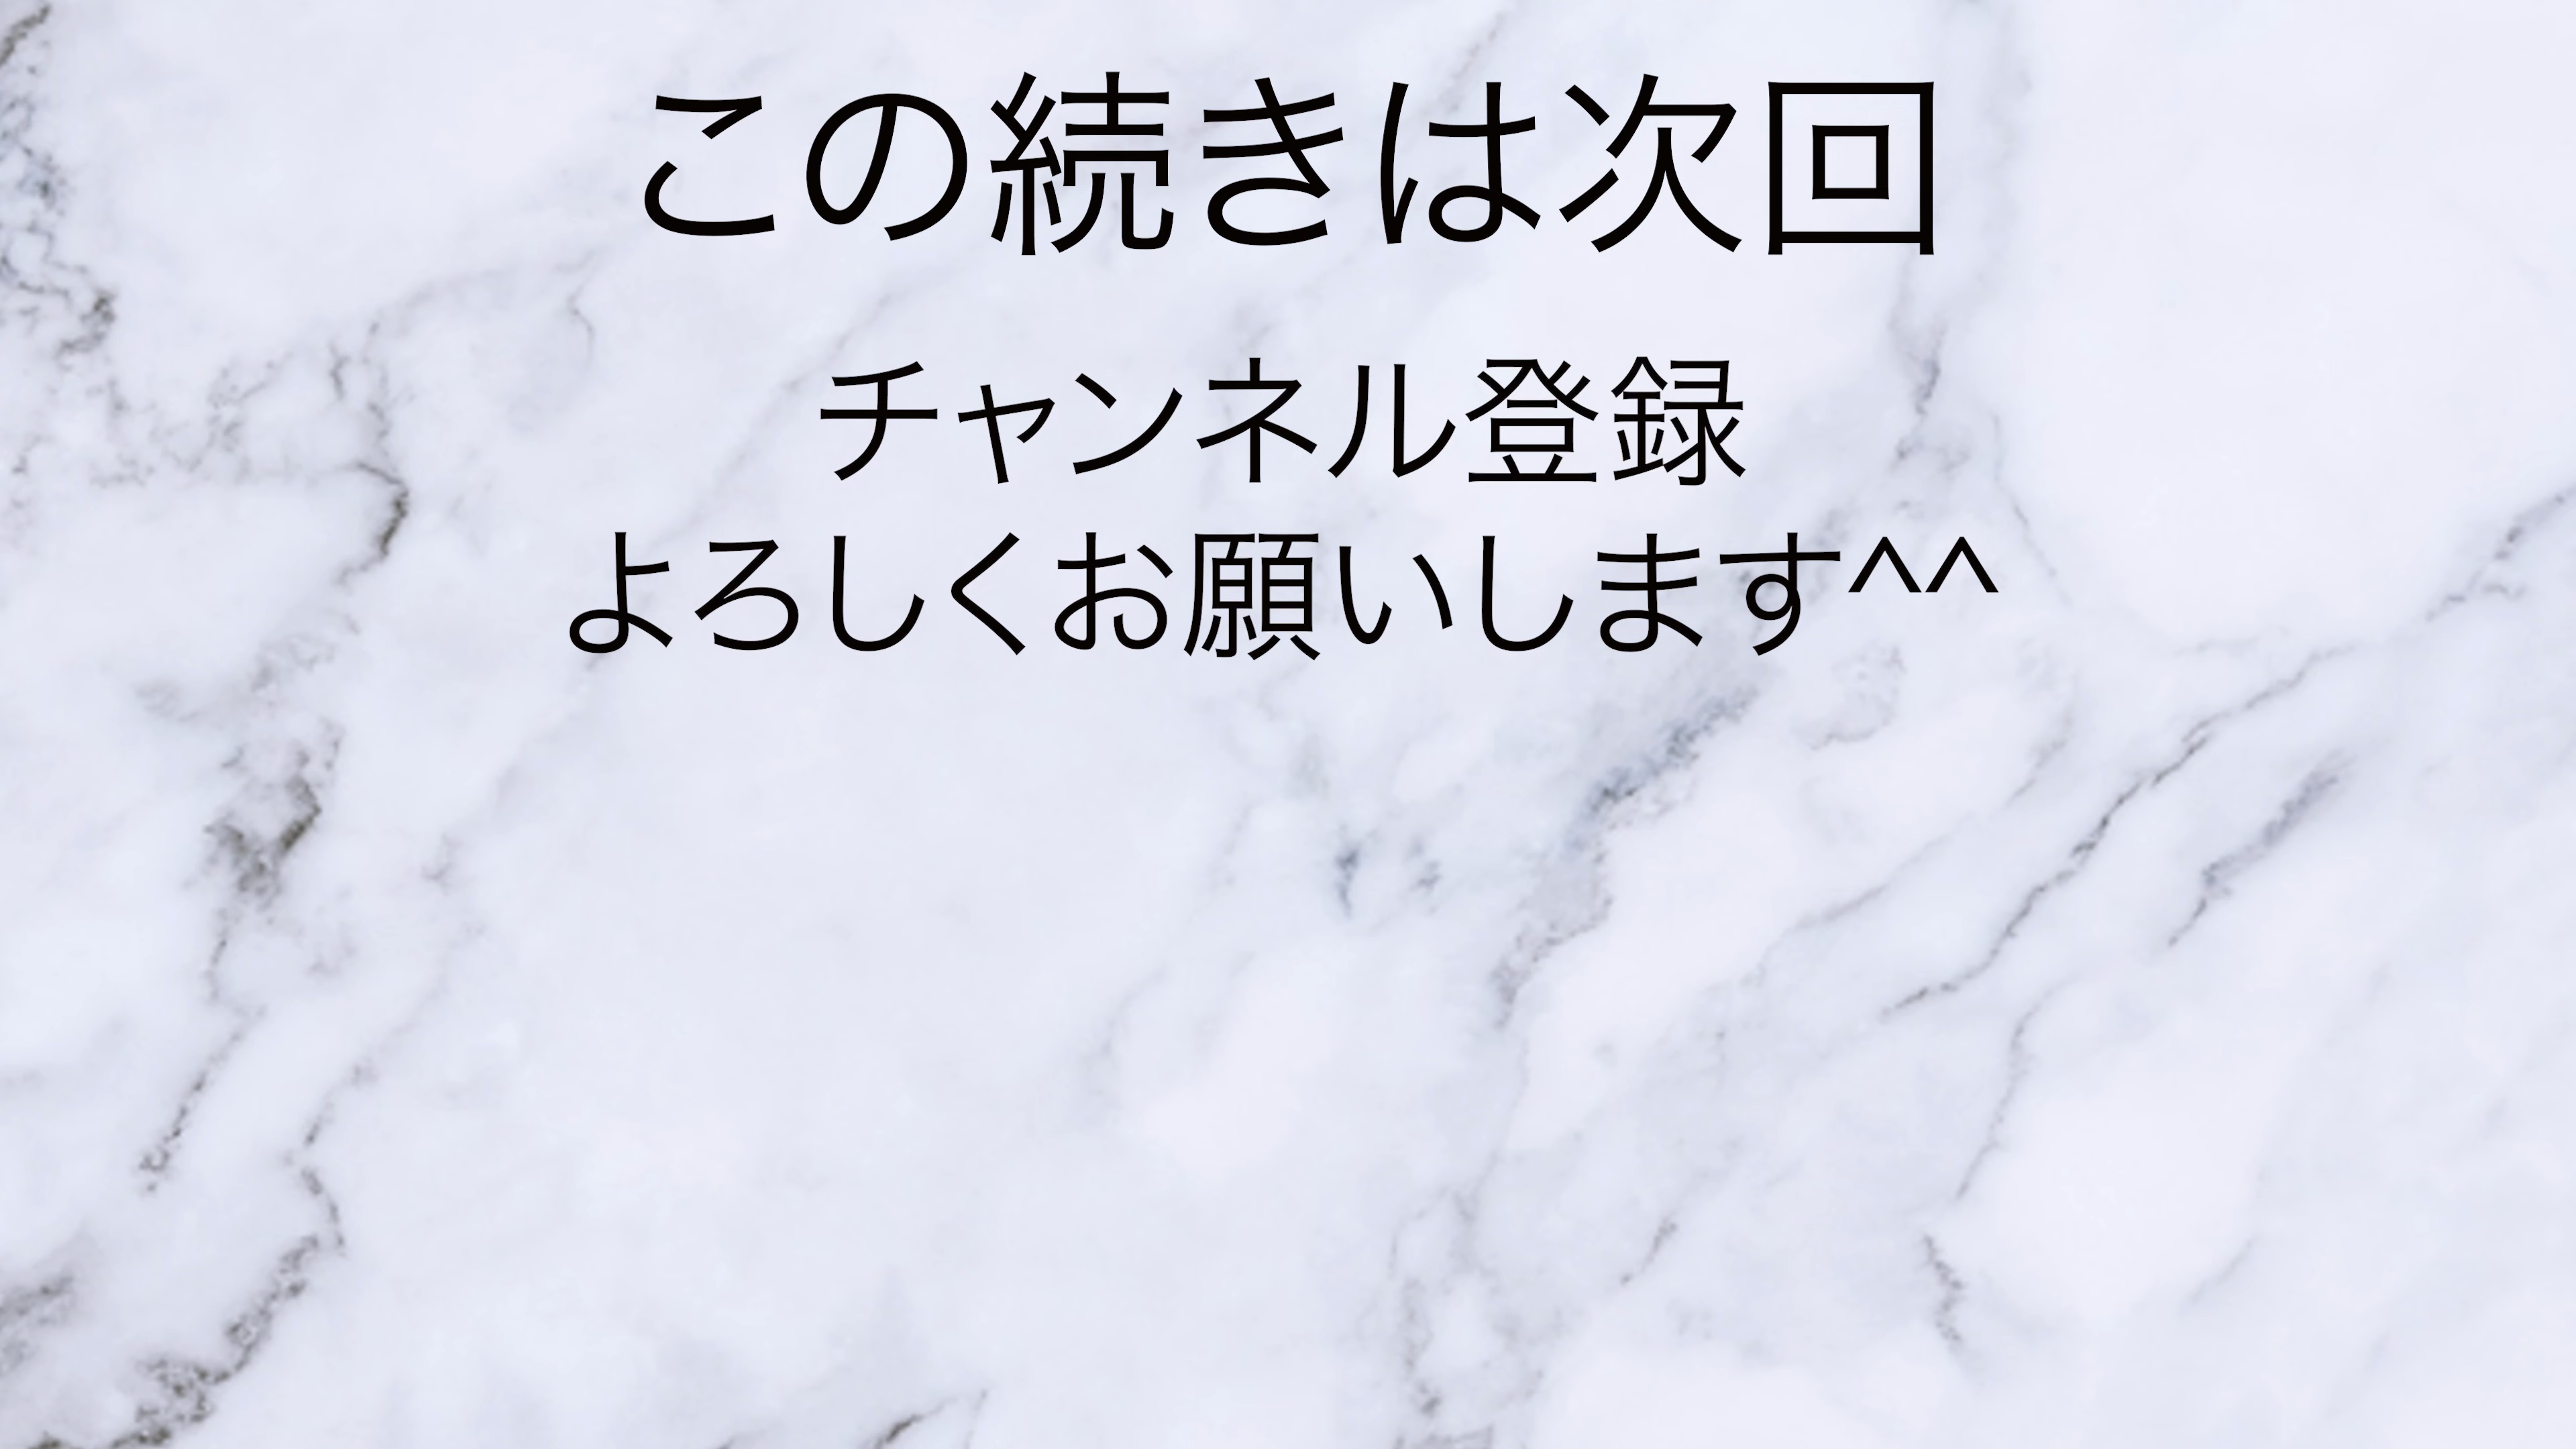 この続きは次回
チャンネル登録
よろしくお願いします^^